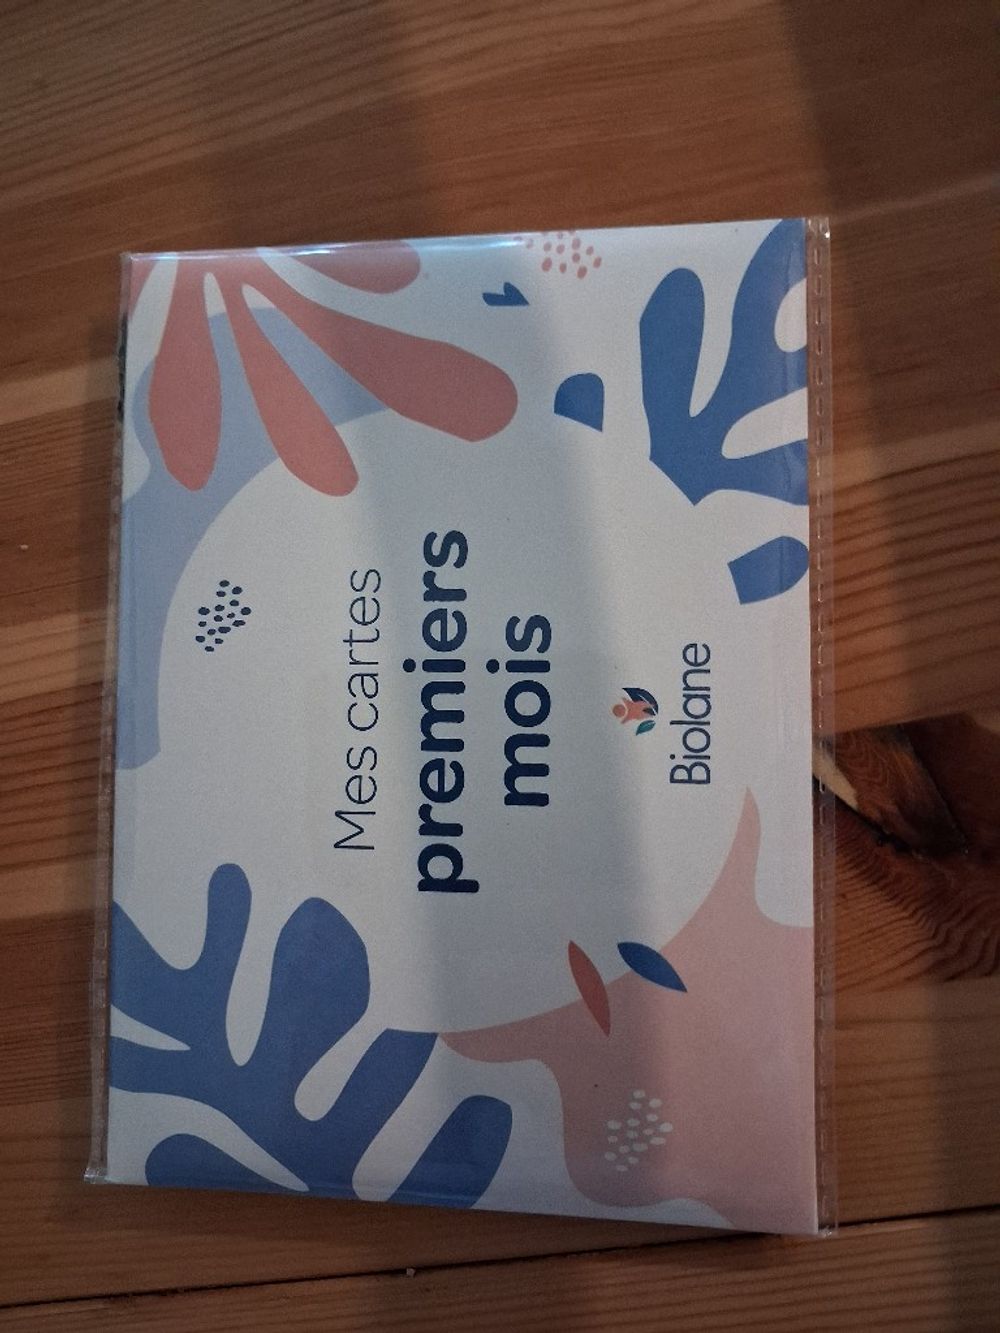 Mes cartes
premiers
mois
Biolane